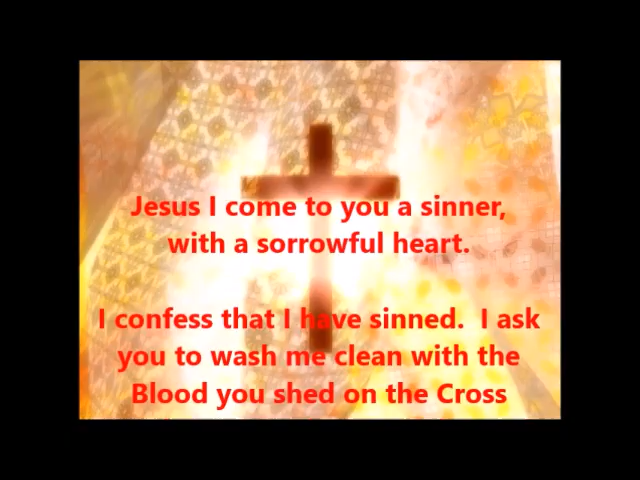 Jesus I come to you a sinner,
with a sorrowful heart.
I confess that I have sinned.  I ask
you to wash me clean with the
Blood you shed on the Cross